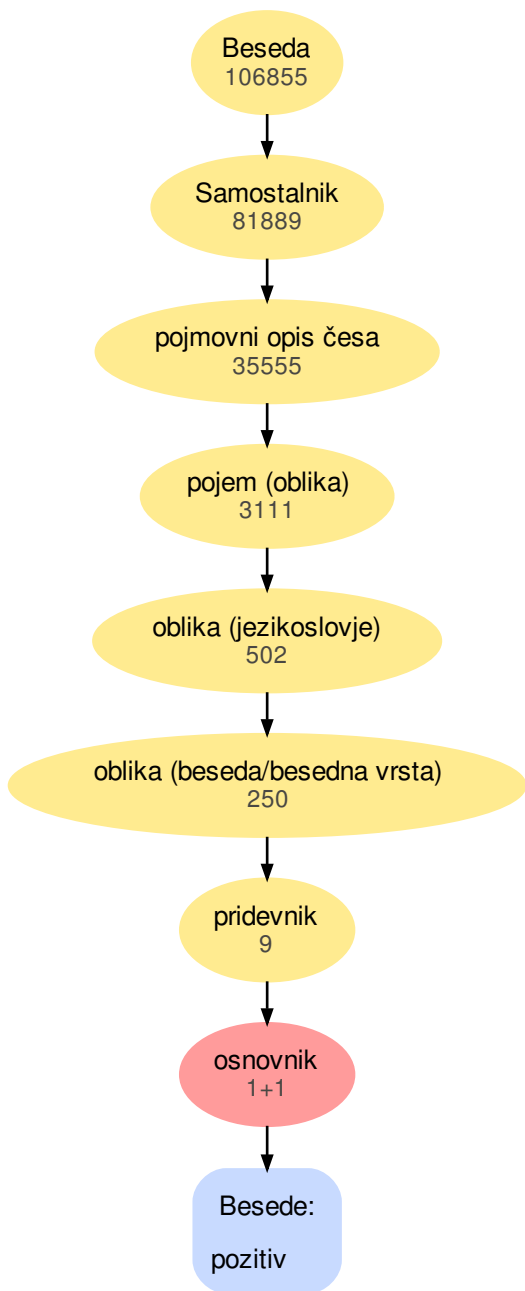 Beseda
106855
Samostalnik
81889
pojmovni opis česa
35555
pojem (oblika)
3111
oblika (jezikoslovje)
502
oblika (beseda/besedna vrsta)
250
pridevnik
9
osnovnik
1+1
Besede:
pozitiv